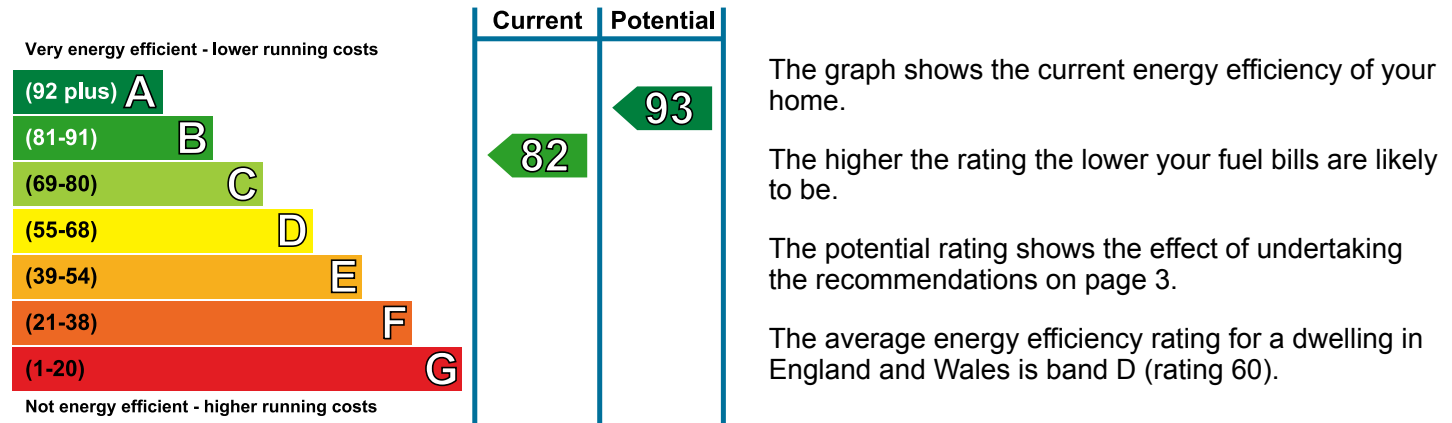 Current Potential
Very energy efficient - lower running costs
(92 plus) A
93
(81-91) B
82
(69-80) C
(55-68) D
(39-54) E
(21-38) F
(1-20) G
Not energy efficient - higher running costs
The graph shows the current energy efficiency of your
home.
The higher the rating the lower your fuel bills are likely
to be.
The potential rating shows the effect of undertaking
the recommendations on page 3.
The average energy efficiency rating for a dwelling in
England and Wales is band D (rating 60).